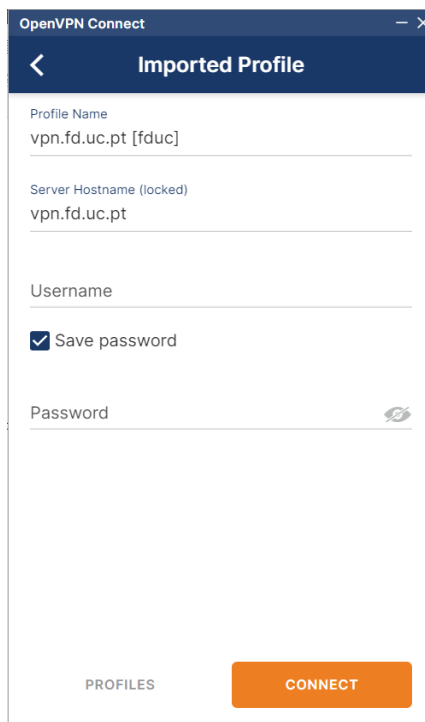 OpenVPN Connect
Imported Profile
Profile Name
vpn.fd.uc.pt [fduc]
Server Hostname (locked)
vpn.fd.uc.pt
Username
Save password
Password
PROFILES
CONNECT